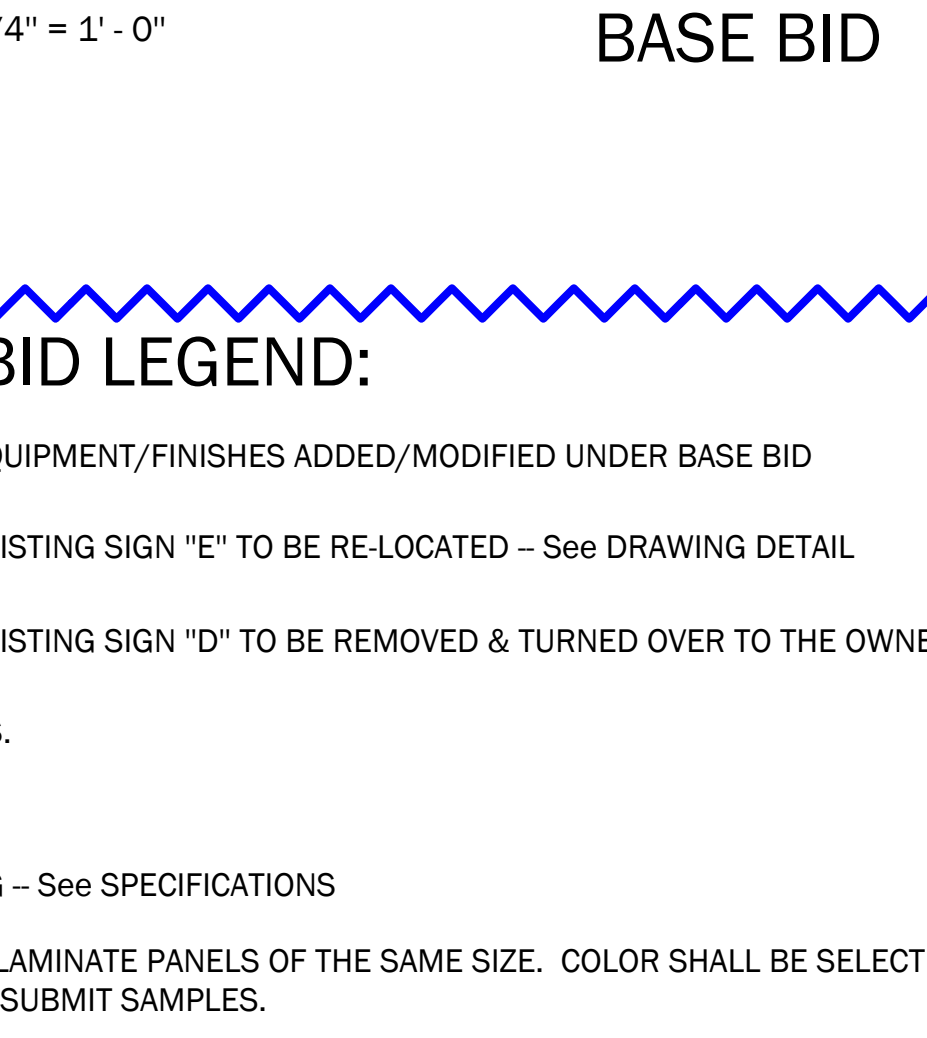 /4" = 1' - 0"
BASE BID
BID LEGEND:
QUIPMENT/FINISHES ADDED/MODIFIED UNDER BASE BID
ISTING SIGN "E" TO BE RE-LOCATED -- See DRAWING DETAIL
ISTING SIGN "D" TO BE REMOVED & TURNED OVER TO THE OWNE
S.
G -- See SPECIFICATIONS
LAMINATE PANELS OF THE SAME SIZE.  COLOR SHALL BE SELECT
SUBMIT SAMPLES.